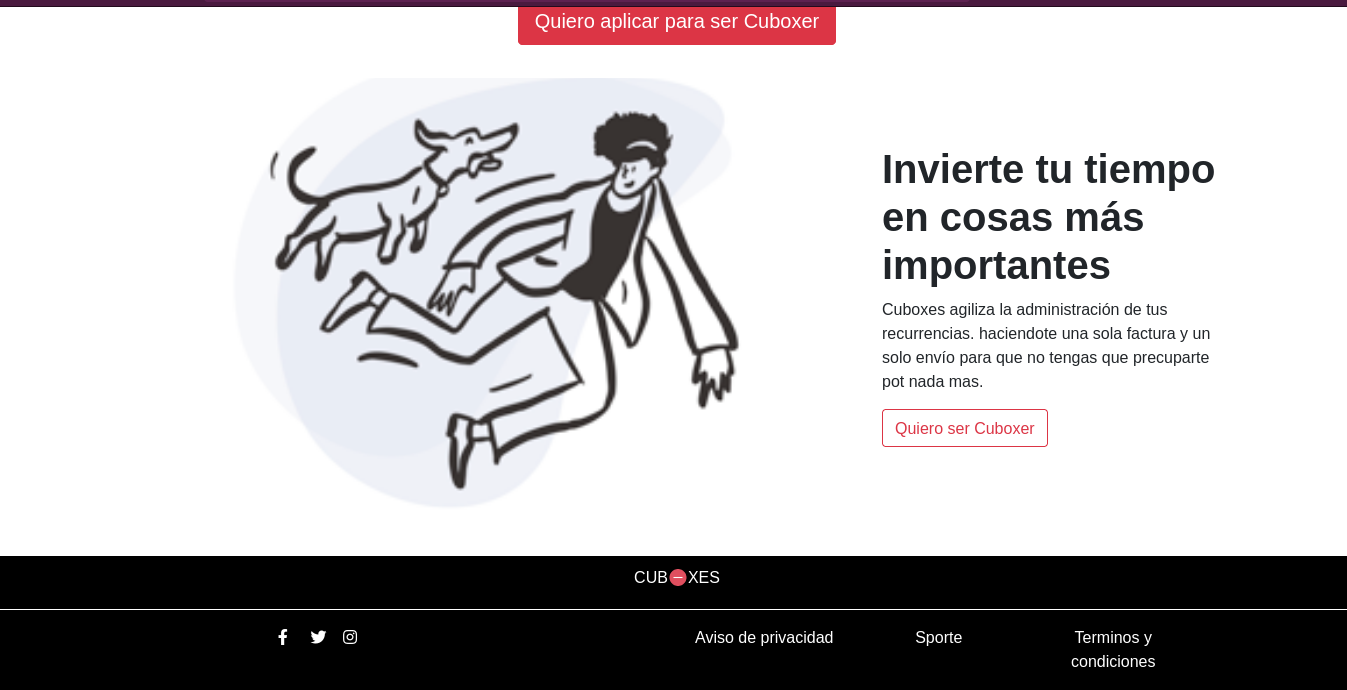 Quiero aplicar para ser Cuboxer
Invierte tu tiempo
en cosas más
importantes
Cuboxes agiliza la administración de tus
recurrencias. haciendote una sola factura y un
solo envío para que no tengas que precuparte
pot nada mas.
Quiero ser Cuboxer
CUBOXES
Aviso de privacidad
Sporte
Terminos y
condiciones